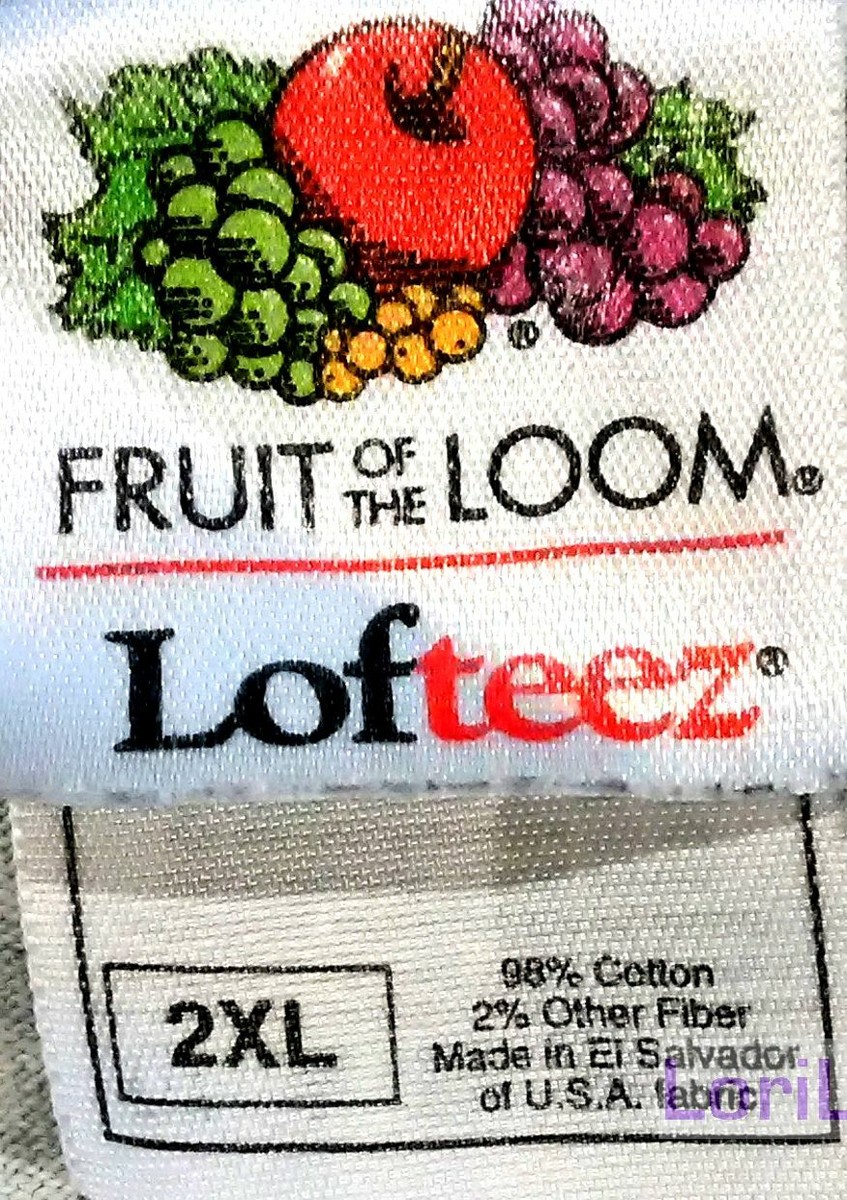 ®
FRUIT OF THE LOOM®
Lofteez®
2XL
98% Cotton
2% Other Fiber
Made in El Salvador
of U.S.A. fabric
LoriL